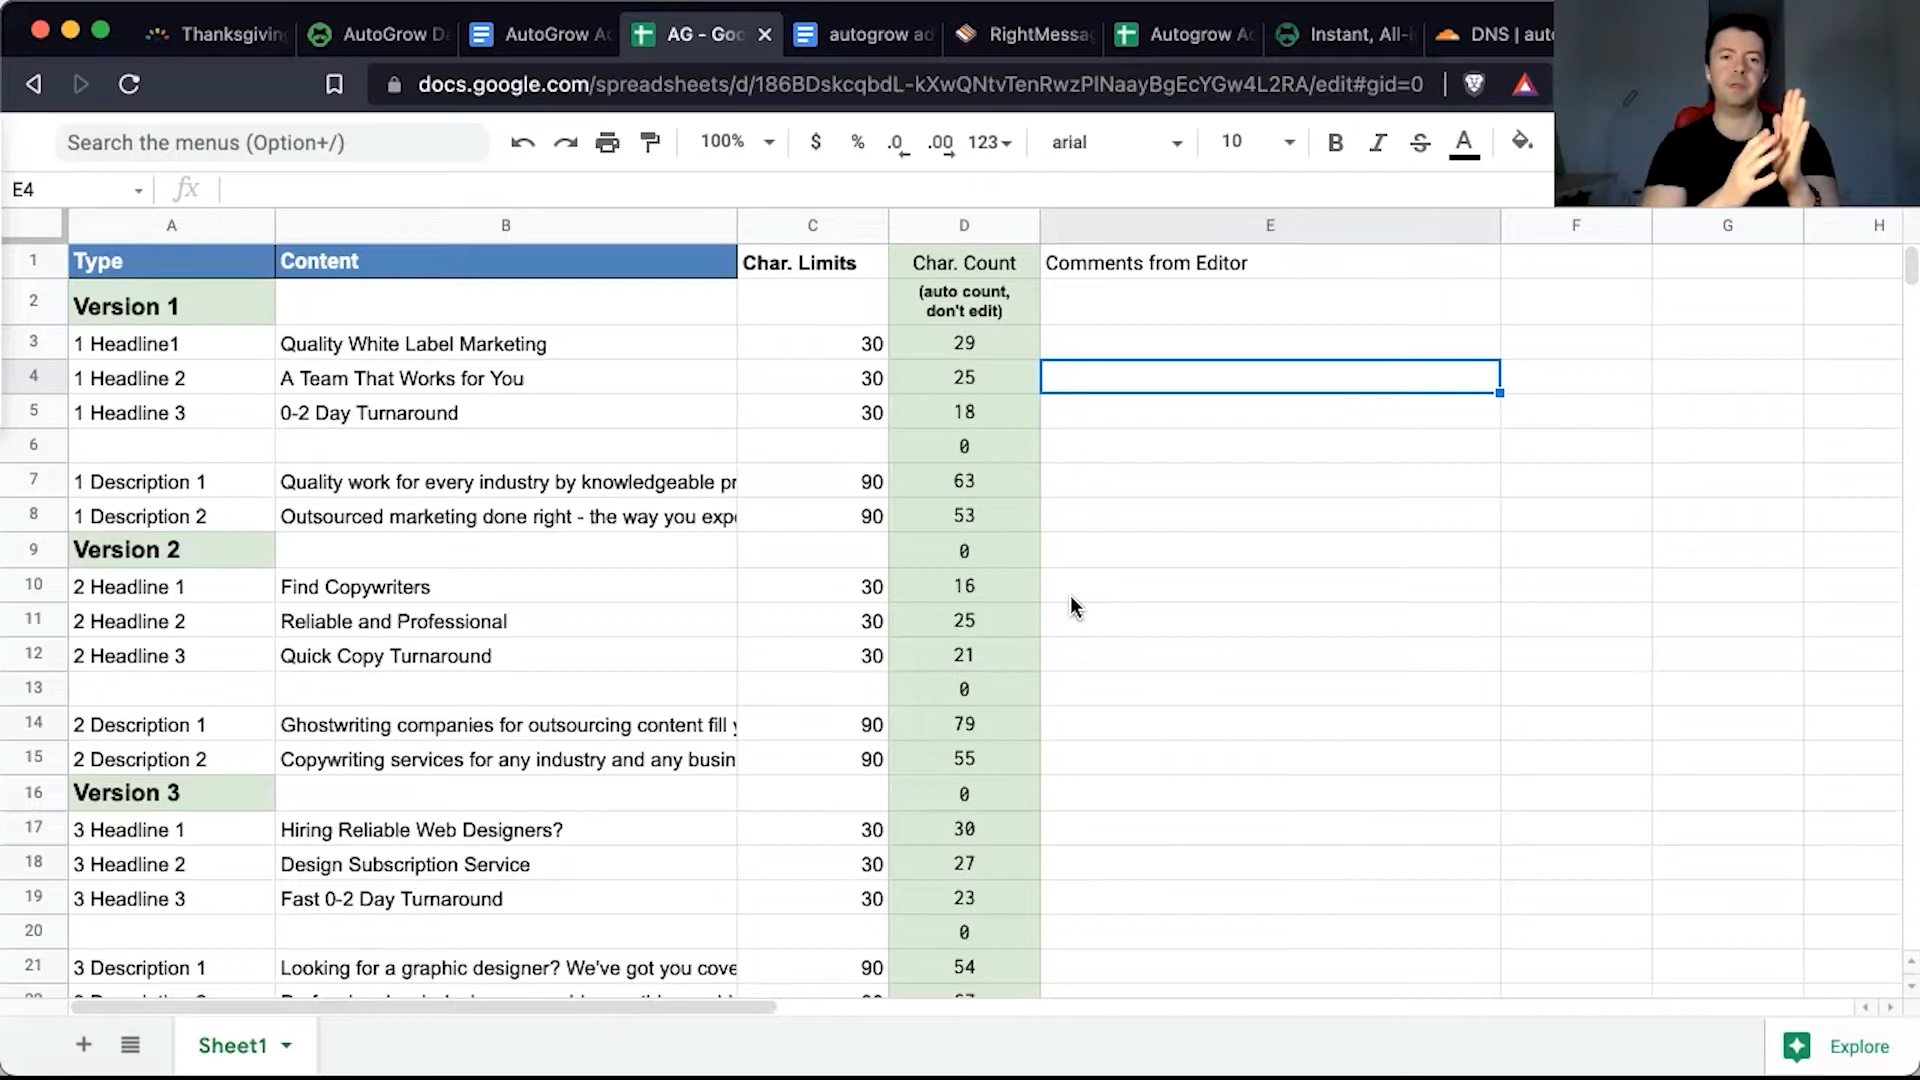 Thanksgiving AutoGrow D AutoGrow Ac AG - Goo autogrow ad RightMessa Autogrow Ac Instant, All-i DNS | auto
docs.google.com/spreadsheets/d/186BDskcqbdL-kXwQNtvTenRwzPlNaayBgEcYGw4L2RA/edit#gid=0
Search the menus (Option+/) 100% $ % .0 .00 123 arial 10 B I S A
E4 fx
A B C D E F G H
1 Type Content Char. Limits Char. Count Comments from Editor
2 Version 1 (auto count,
don't edit)
3 1 Headline1 Quality White Label Marketing 30 29
4 1 Headline 2 A Team That Works for You 30 25
5 1 Headline 3 0-2 Day Turnaround 30 18
6 0
7 1 Description 1 Quality work for every industry by knowledgeable pr 90 63
8 1 Description 2 Outsourced marketing done right - the way you expe 90 53
9 Version 2 0
10 2 Headline 1 Find Copywriters 30 16
11 2 Headline 2 Reliable and Professional 30 25
12 2 Headline 3 Quick Copy Turnaround 30 21
13 0
14 2 Description 1 Ghostwriting companies for outsourcing content fill 90 79
15 2 Description 2 Copywriting services for any industry and any busin 90 55
16 Version 3 0
17 3 Headline 1 Hiring Reliable Web Designers? 30 30
18 3 Headline 2 Design Subscription Service 30 27
19 3 Headline 3 Fast 0-2 Day Turnaround 30 23
20 0
21 3 Description 1 Looking for a graphic designer? We've got you cove 90 54
Sheet1 Explore